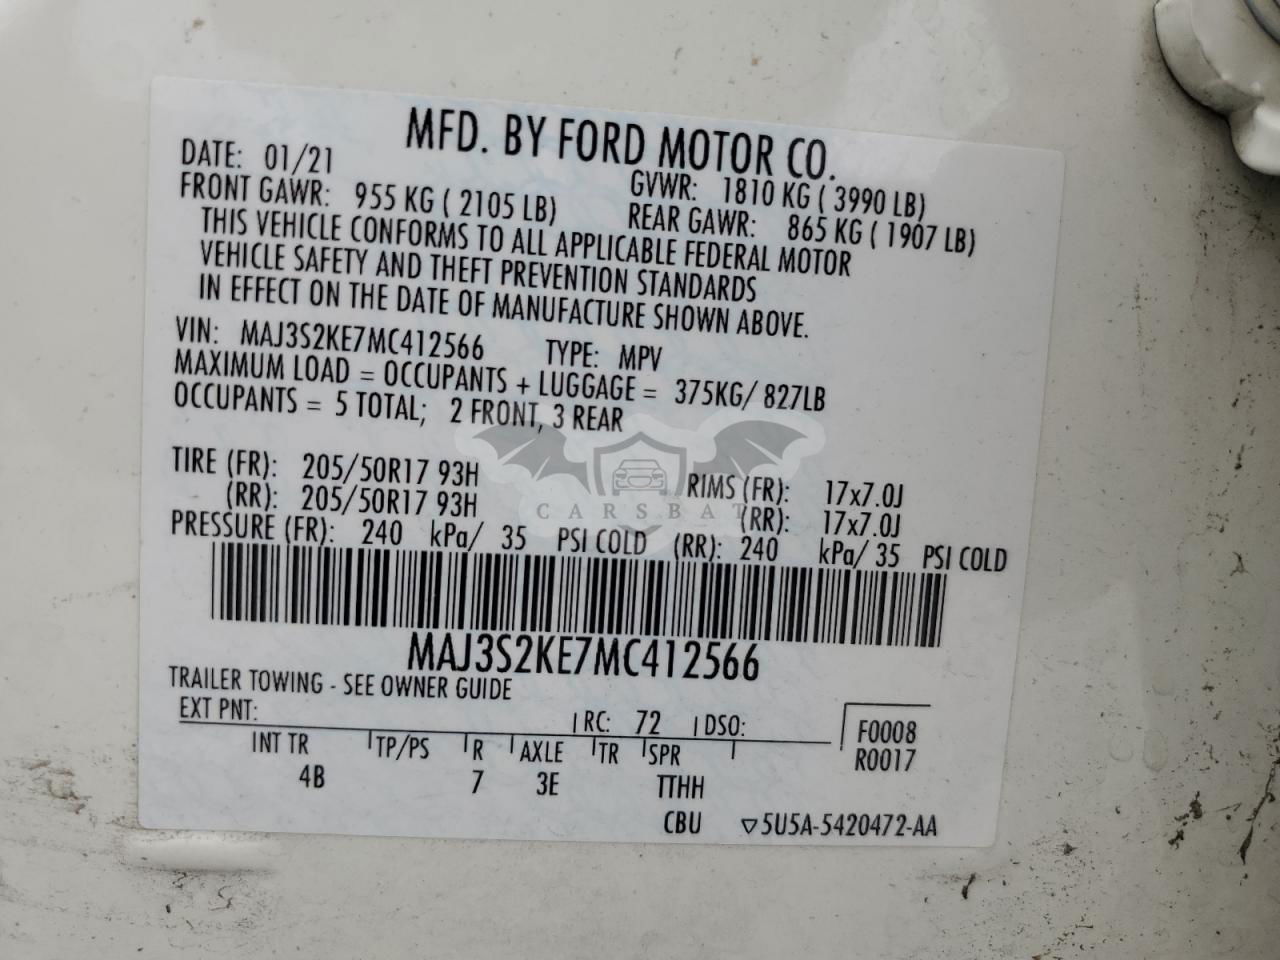 MFD. BY FORD MOTOR CO.
DATE: 01/21 GVWR: 1810 KG ( 3990 LB)
FRONT GAWR: 955 KG ( 2105 LB) REAR GAWR: 865 KG ( 1907 LB)
THIS VEHICLE CONFORMS TO ALL APPLICABLE FEDERAL MOTOR
VEHICLE SAFETY AND THEFT PREVENTION STANDARDS
IN EFFECT ON THE DATE OF MANUFACTURE SHOWN ABOVE.
VIN: MAJ3S2KE7MC412566 TYPE: MPV
MAXIMUM LOAD = OCCUPANTS + LUGGAGE = 375KG/ 827LB
OCCUPANTS = 5 TOTAL; 2 FRONT, 3 REAR
TIRE (FR): 205/50R17 93H RIMS (FR): 17x7.0J
(RR): 205/50R17 93H (RR): 17x7.0J
CARSBAT
PRESSURE (FR): 240 kPa/ 35 PSI COLD (RR): 240 kPa/ 35 PSI COLD
MAJ3S2KE7MC412566
TRAILER TOWING - SEE OWNER GUIDE
EXT PNT: RC: 72 DSO: F0008
INT TR TP/PS R AXLE TR SPR R0017
4B 7 3E TTHH
CBU ▽5U5A-5420472-AA